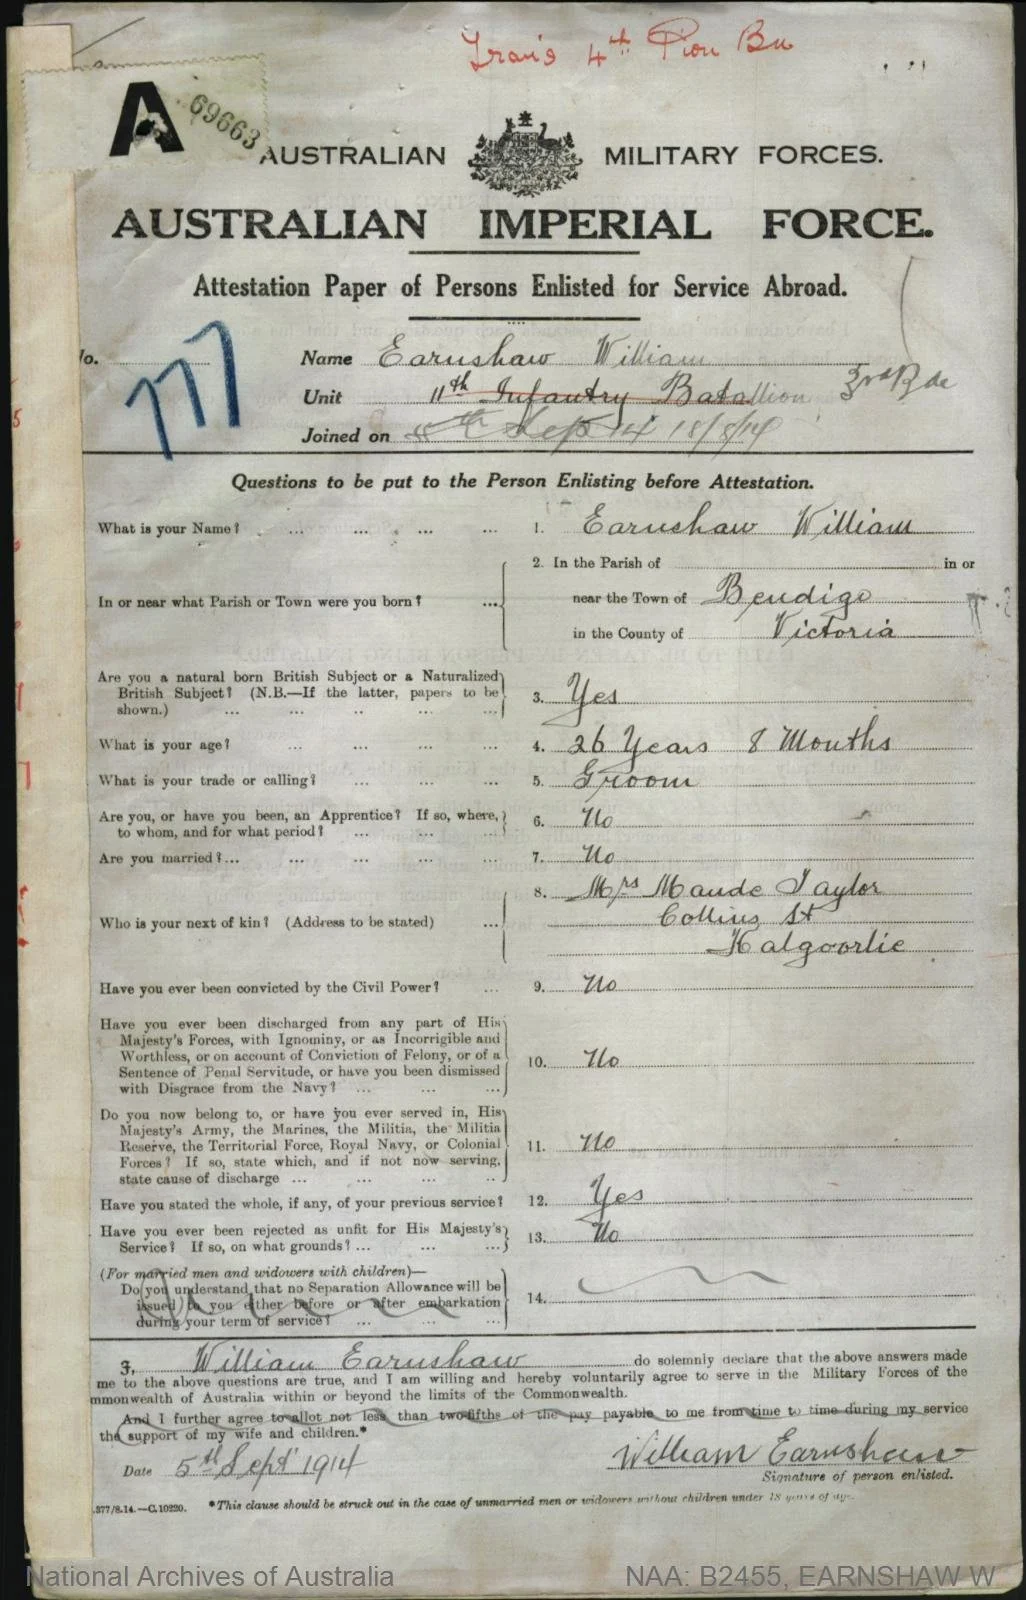 Trans 4th Pion Bn
A 69663
AUSTRALIAN MILITARY FORCES.
AUSTRALIAN IMPERIAL FORCE.
Attestation Paper of Persons Enlisted for Service Abroad.
777
No. Name Earnshaw William
Unit 11th Infantry Batallion 3rd Bde
Joined on Sept 14 18/8/14
Questions to be put to the Person Enlisting before Attestation.
What is your Name? ... ... ... ... 1. Earnshaw William
2. In the Parish of in or
In or near what Parish or Town were you born? ... near the Town of Bendigo
in the County of Victoria
Are you a natural born British Subject or a Naturalized
British Subject? (N.B.—If the latter, papers to be
shown.) ... ... ... ... ... 3. Yes
What is your age? ... ... ... ... 4. 26 Years 8 Months
What is your trade or calling? ... ... ... 5. Groom
Are you, or have you been, an Apprentice? If so, where,
to whom, and for what period? ... ... ... 6. No
Are you married?... ... ... ... ... 7. No
8. Mrs Maude Taylor
Who is your next of kin? (Address to be stated) ... Collins St
Kalgoorlie
Have you ever been convicted by the Civil Power? ... 9. No
Have you ever been discharged from any part of His
Majesty's Forces, with Ignominy, or as Incorrigible and
Worthless, or on account of Conviction of Felony, or of a
Sentence of Penal Servitude, or have you been dismissed
with Disgrace from the Navy? ... ... ... 10. No
Do you now belong to, or have you ever served in, His
Majesty's Army, the Marines, the Militia, the Militia
Reserve, the Territorial Force, Royal Navy, or Colonial
Forces? If so, state which, and if not now serving,
state cause of discharge ... ... ... .. 11. No
Have you stated the whole, if any, of your previous service? 12. Yes
Have you ever been rejected as unfit for His Majesty's
Service? If so, on what grounds? ... ... ... 13. No
(For married men and widowers with children)—
Do you understand that no Separation Allowance will be
issued to you either before or after embarkation
during your term of service? ... ... ... 14.
I, William Earnshaw do solemnly declare that the above answers made
me to the above questions are true, and I am willing and hereby voluntarily agree to serve in the Military Forces of the
mmonwealth of Australia within or beyond the limits of the Commonwealth.
And I further agree to allot not less than two-fifths of the pay payable to me from time to time during my service
the support of my wife and children.*
Date 5th Sept 1914 William Earnshaw
Signature of person enlisted.
.377/8.14.—C.10220. *This clause should be struck out in the case of unmarried men or widowers without children under 18 years of age.
National Archives of Australia NAA: B2455, EARNSHAW W